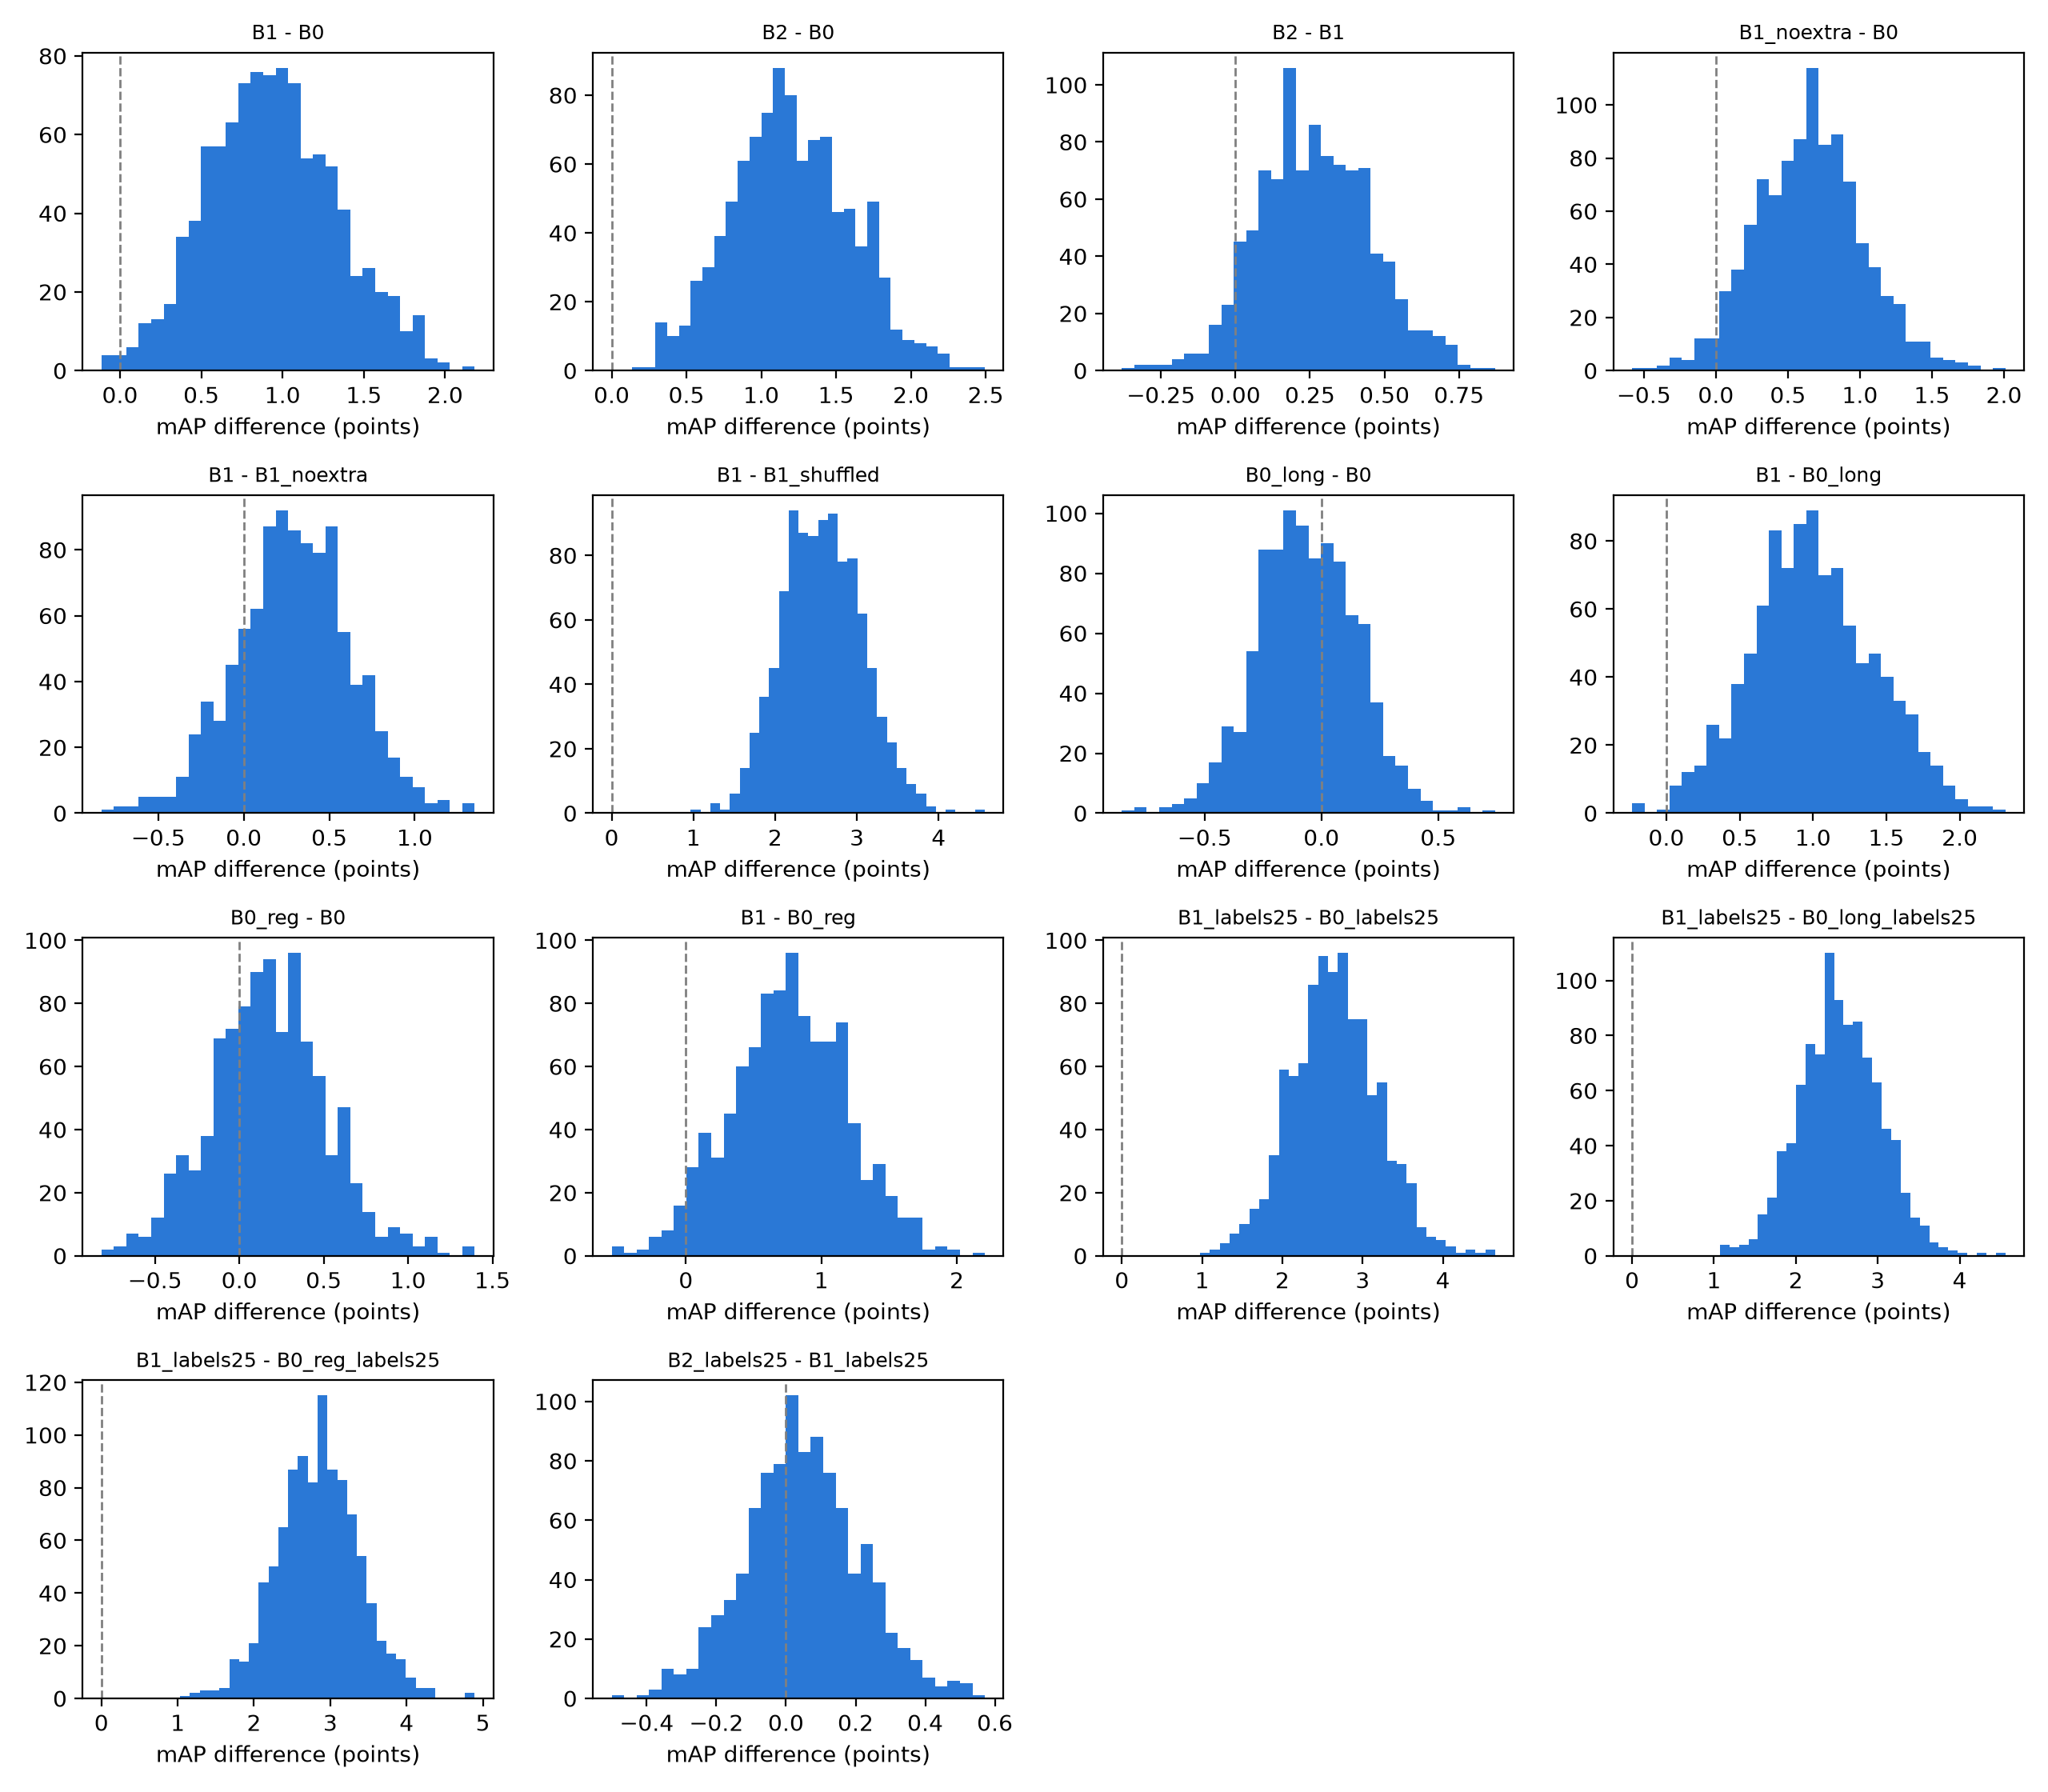 B1 - B0
B2 - B0
B2 - B1
B1_noextra - B0
80
60
40
20
0
0.0 0.5 1.0 1.5 2.0
mAP difference (points)
80
60
40
20
0
0.0 0.5 1.0 1.5 2.0 2.5
mAP difference (points)
100
80
60
40
20
0
−0.25 0.00 0.25 0.50 0.75
mAP difference (points)
100
80
60
40
20
0
−0.5 0.0 0.5 1.0 1.5 2.0
mAP difference (points)
B1 - B1_noextra
B1 - B1_shuffled
B0_long - B0
B1 - B0_long
80
60
40
20
0
−0.5 0.0 0.5 1.0
mAP difference (points)
80
60
40
20
0
0 1 2 3 4
mAP difference (points)
100
80
60
40
20
0
−0.5 0.0 0.5
mAP difference (points)
80
60
40
20
0
0.0 0.5 1.0 1.5 2.0
mAP difference (points)
B0_reg - B0
B1 - B0_reg
B1_labels25 - B0_labels25
B1_labels25 - B0_long_labels25
100
80
60
40
20
0
−0.5 0.0 0.5 1.0 1.5
mAP difference (points)
100
80
60
40
20
0
0 1 2
mAP difference (points)
100
80
60
40
20
0
0 1 2 3 4
mAP difference (points)
100
80
60
40
20
0
0 1 2 3 4
mAP difference (points)
B1_labels25 - B0_reg_labels25
B2_labels25 - B1_labels25
120
100
80
60
40
20
0
0 1 2 3 4 5
mAP difference (points)
100
80
60
40
20
0
−0.4 −0.2 0.0 0.2 0.4 0.6
mAP difference (points)